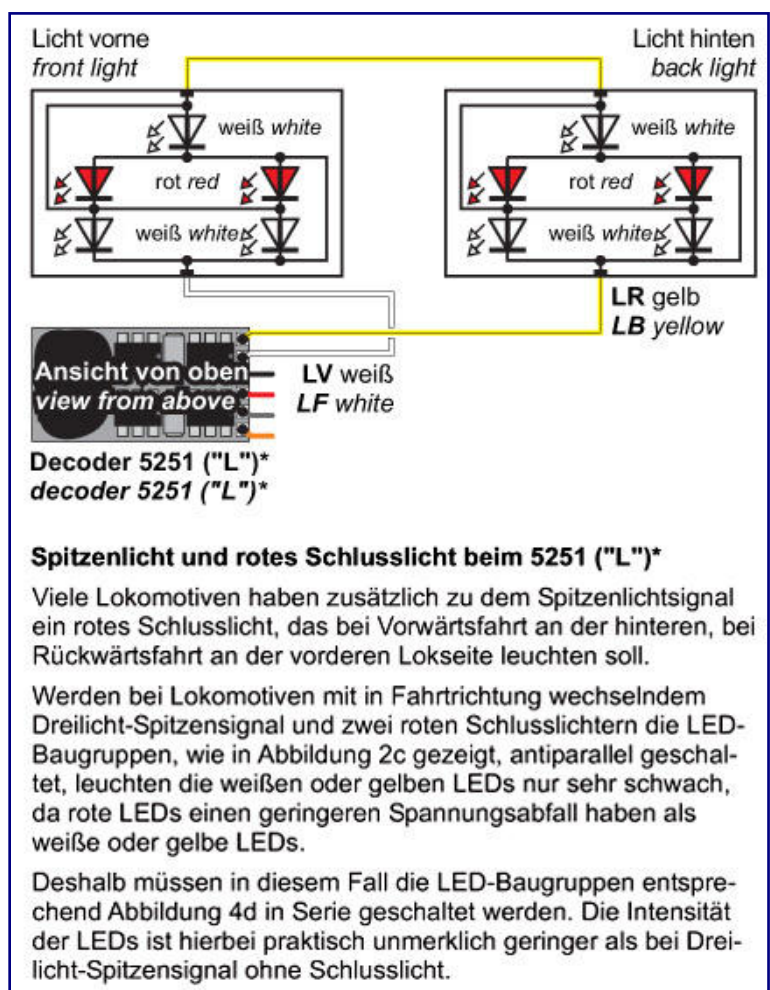 Licht vorne
front light
Licht hinten
back light
weiß white
weiß white
rot red
rot red
weiß white
weiß white
LR gelb
LB yellow
Ansicht von oben
view from above
LV weiß
LF white
Decoder 5251 ("L")*
decoder 5251 ("L")*
Spitzenlicht und rotes Schlusslicht beim 5251 ("L")*
Viele Lokomotiven haben zusätzlich zu dem Spitzenlichtsignal
ein rotes Schlusslicht, das bei Vorwärtsfahrt an der hinteren, bei
Rückwärtsfahrt an der vorderen Lokseite leuchten soll.
Werden bei Lokomotiven mit in Fahrtrichtung wechselndem
Dreilicht-Spitzensignal und zwei roten Schlusslichtern die LED-
Baugruppen, wie in Abbildung 2c gezeigt, antiparallel geschal-
tet, leuchten die weißen oder gelben LEDs nur sehr schwach,
da rote LEDs einen geringeren Spannungsabfall haben als
weiße oder gelbe LEDs.
Deshalb müssen in diesem Fall die LED-Baugruppen entspre-
chend Abbildung 4d in Serie geschaltet werden. Die Intensität
der LEDs ist hierbei praktisch unmerklich geringer als bei Drei-
licht-Spitzensignal ohne Schlusslicht.